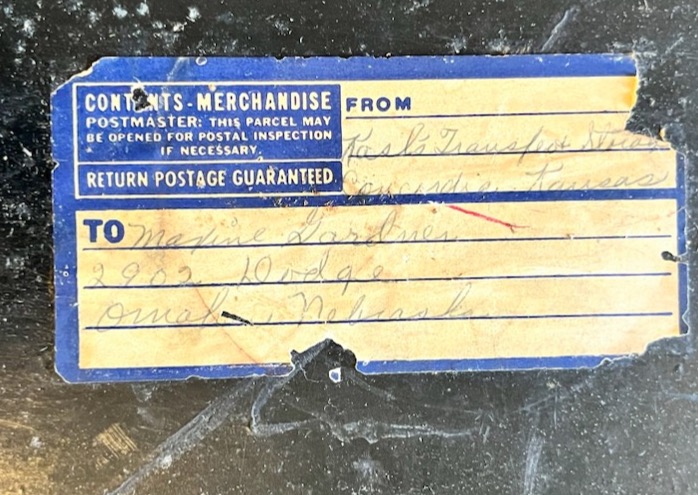 CONTENTS-MERCHANDISE
POSTMASTER: THIS PARCEL MAY
BE OPENED FOR POSTAL INSPECTION
IF NECESSARY.
RETURN POSTAGE GUARANTEED.
FROM
Transfer
Concordia, Kansas
TO Maxine Gardner
2902 Dodge
Omaha, Nebraska